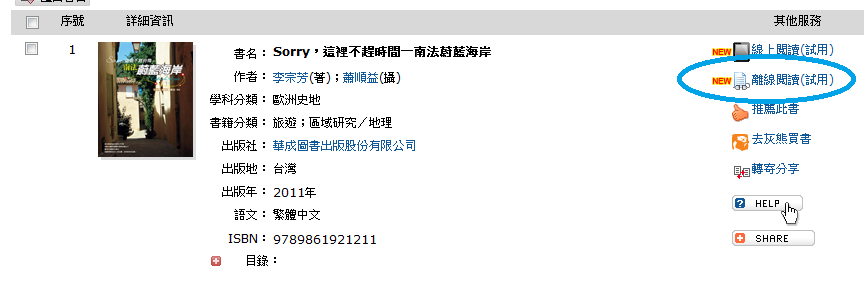 序號 詳細資訊 其他服務
1
書名： Sorry，這裡不趕時間－南法蔚藍海岸
作者： 李宗芳(著)；蕭順益(攝)
學科分類： 歐洲史地
書籍分類： 旅遊；區域研究／地理
出版社： 華成圖書出版股份有限公司
出版地： 台灣
出版年： 2011年
語文： 繁體中文
ISBN： 9789861921211
目錄：
NEW 線上閱讀(試用)
NEW 離線閱讀(試用)
推薦此書
去灰熊買書
轉寄分享
? HELP
SHARE
蔚藍海岸
南法